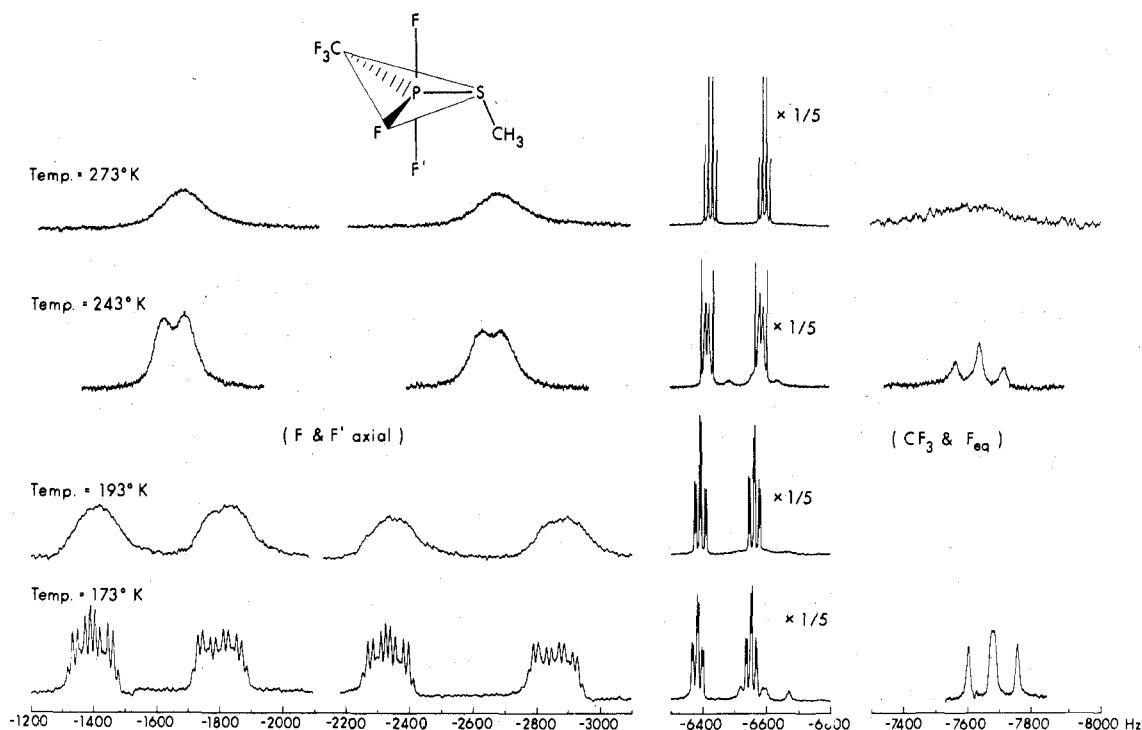 F
F₃C
P
S
F
CH₃
F'
× 1/5
Temp. = 273° K
Temp. = 243° K
× 1/5
( F & F' axial )
( CF₃ & F_eq )
Temp. = 193° K
× 1/5
Temp. = 173° K
× 1/5
-1200 -1400 -1600 -1800 -2000 -2200 -2400 -2600 -2800 -3000 -6400 -6600 -7400 -7600 -7800 -8000 Hz